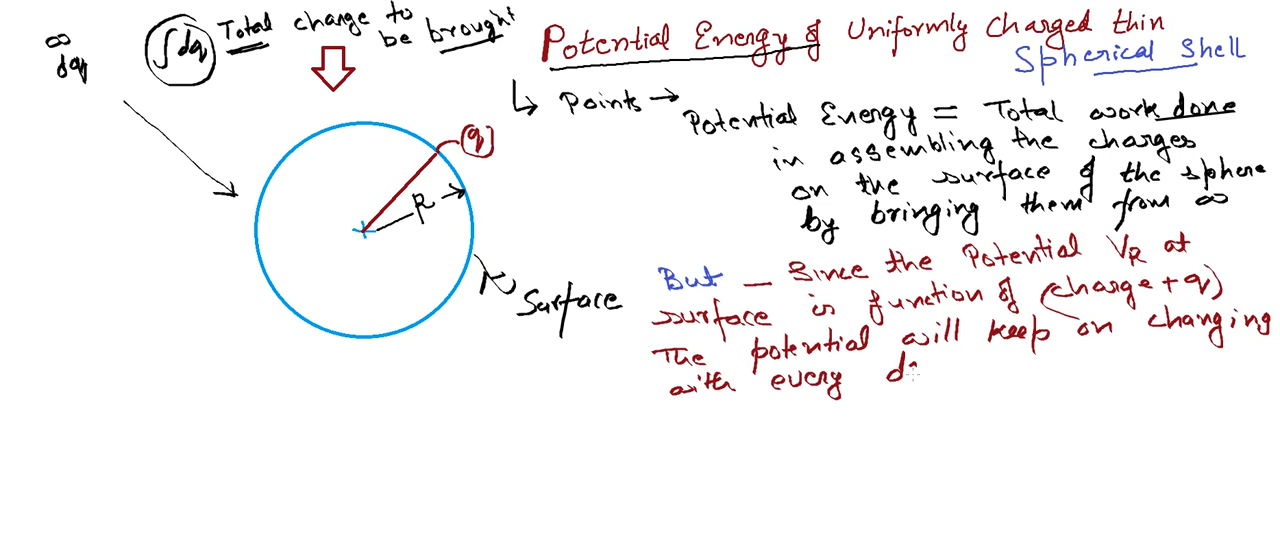 ∞
dq
∫dq Total charge to
be brought
Potential Energy of Uniformly Charged thin
Spherical Shell
↳ Points →
Potential Energy = Total work done
in assembling the charges
on the surface of the sphere
by bringing them from ∞
q
R
Surface
But — Since the Potential VR at
surface is function of (charge + q)
The potential will keep on changing
with every d